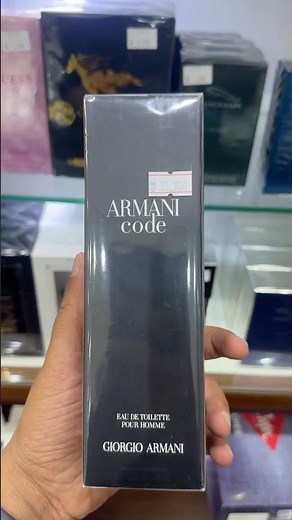 ARMANI
code
EAU DE TOILETTE
POUR HOMME
GIORGIO ARMANI